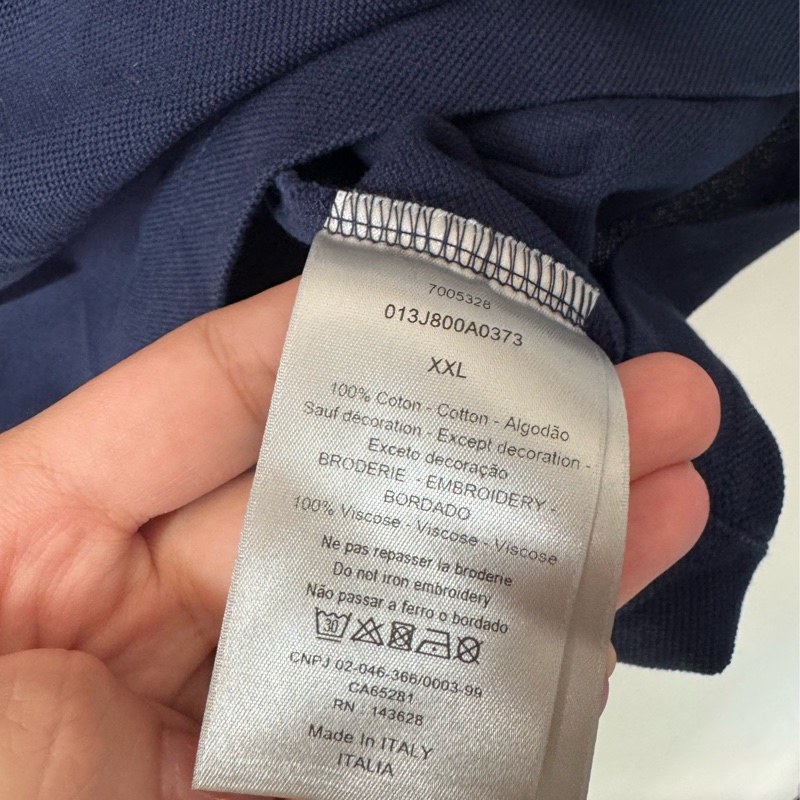 7005328
013J800A0373
XXL
100% Coton - Cotton - Algodão
Sauf décoration - Except decoration -
Exceto decoração
BRODERIE - EMBROIDERY -
BORDADO
100% Viscose - Viscose - Viscose
Ne pas repasser la broderie
Do not iron embroidery
Não passar a ferro o bordado
30
CNPJ 02-046-366/0003-99
CA65281
RN 143628
Made In ITALY
ITALIA